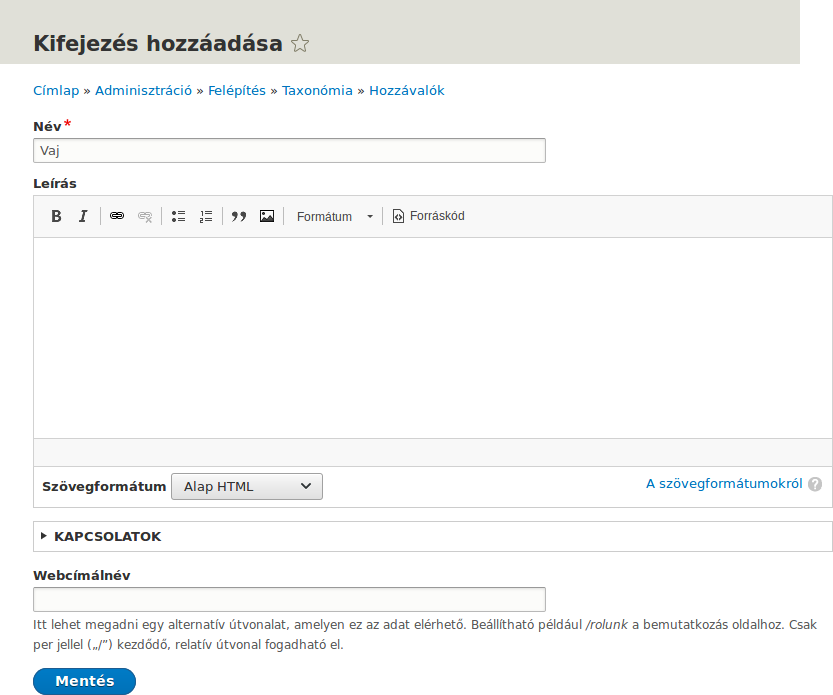 Kifejezés hozzáadása
Címlap » Adminisztráció » Felépítés » Taxonómia » Hozzávalók
Név*
Vaj
Leírás
B I Formátum Forráskód
Szövegformátum Alap HTML A szövegformátumokról ?
KAPCSOLATOK
Webcímálnév
Itt lehet megadni egy alternatív útvonalat, amelyen ez az adat elérhető. Beállítható például /rolunk a bemutatkozás oldalhoz. Csak
per jellel („/”) kezdődő, relatív útvonal fogadható el.
Mentés